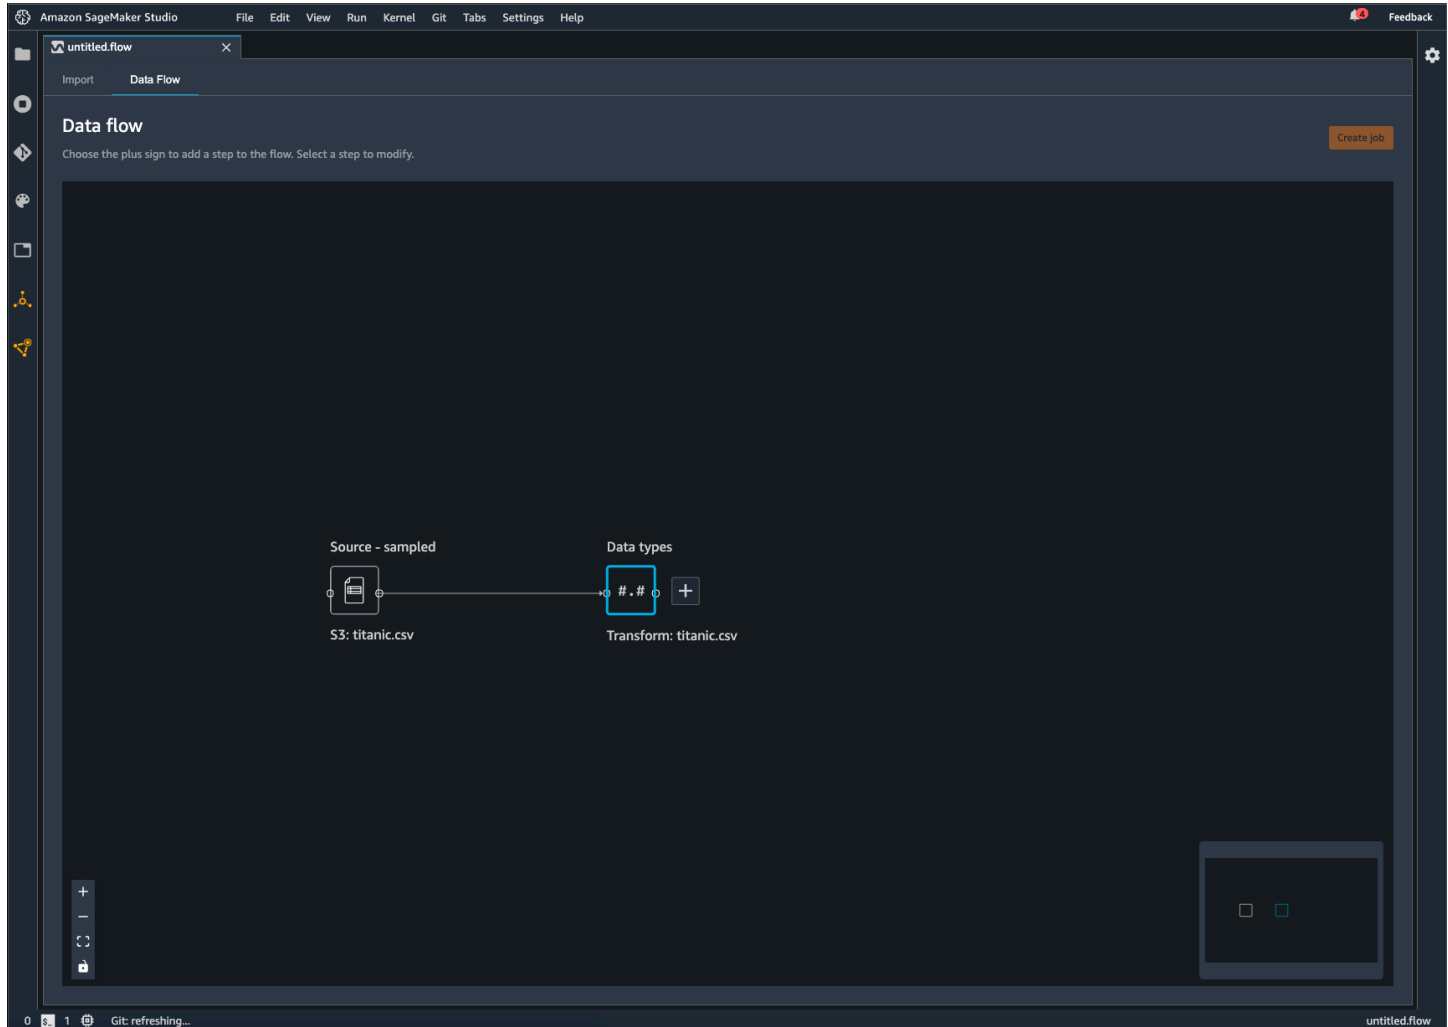 Amazon SageMaker Studio File Edit View Run Kernel Git Tabs Settings Help 4 Feedback
untitled.flow
Import Data Flow
Data flow
Create job
Choose the plus sign to add a step to the flow. Select a step to modify.
Source - sampled Data types
#.#
S3: titanic.csv Transform: titanic.csv
0 $_ 1 Git: refreshing... untitled.flow